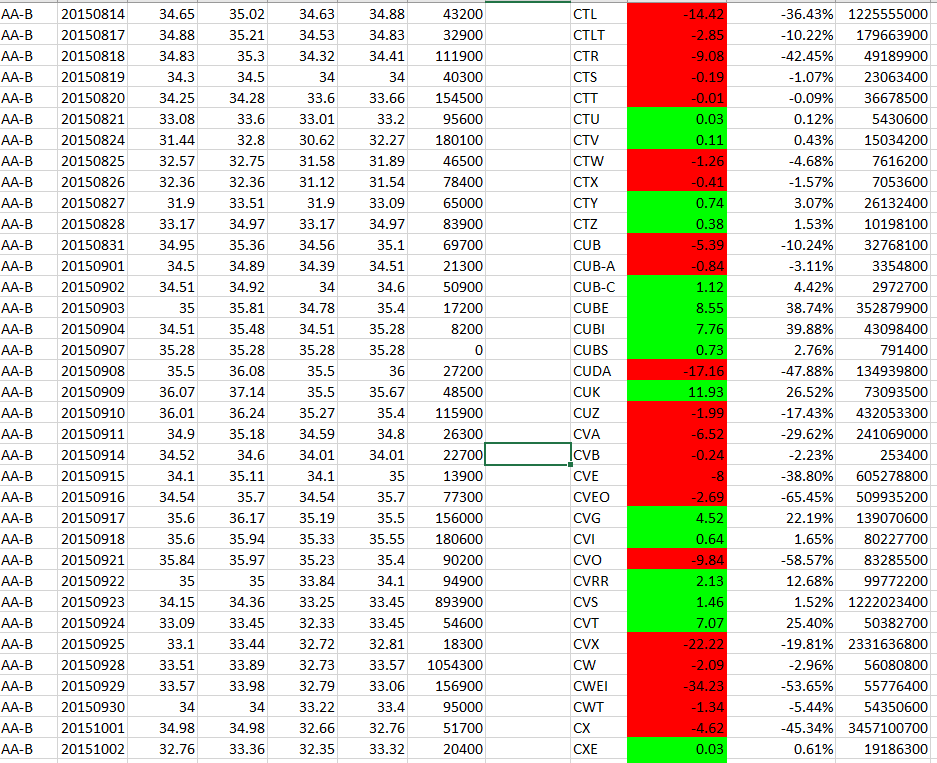 AA-B 20150814 34.65 35.02 34.63 34.88 43200 CTL -14.42 -36.43% 1225555000
AA-B 20150817 34.88 35.21 34.53 34.83 32900 CTLT -2.85 -10.22% 179663900
AA-B 20150818 34.83 35.3 34.32 34.41 111900 CTR -9.08 -42.45% 49189900
AA-B 20150819 34.3 34.5 34 34 40300 CTS -0.19 -1.07% 23063400
AA-B 20150820 34.25 34.28 33.6 33.66 154500 CTT -0.01 -0.09% 36678500
AA-B 20150821 33.08 33.6 33.01 33.2 95600 CTU 0.03 0.12% 5430600
AA-B 20150824 31.44 32.8 30.62 32.27 180100 CTV 0.11 0.43% 15034200
AA-B 20150825 32.57 32.75 31.58 31.89 46500 CTW -1.26 -4.68% 7616200
AA-B 20150826 32.36 32.36 31.12 31.54 78400 CTX -0.41 -1.57% 7053600
AA-B 20150827 31.9 33.51 31.9 33.09 65000 CTY 0.74 3.07% 26132400
AA-B 20150828 33.17 34.97 33.17 34.97 83900 CTZ 0.38 1.53% 10198100
AA-B 20150831 34.95 35.36 34.56 35.1 69700 CUB -5.39 -10.24% 32768100
AA-B 20150901 34.5 34.89 34.39 34.51 21300 CUB-A -0.84 -3.11% 3354800
AA-B 20150902 34.51 34.92 34 34.6 50900 CUB-C 1.12 4.42% 2972700
AA-B 20150903 35 35.81 34.78 35.4 17200 CUBE 8.55 38.74% 352879900
AA-B 20150904 34.51 35.48 34.51 35.28 8200 CUBI 7.76 39.88% 43098400
AA-B 20150907 35.28 35.28 35.28 35.28 0 CUBS 0.73 2.76% 791400
AA-B 20150908 35.5 36.08 35.5 36 27200 CUDA -17.16 -47.88% 134939800
AA-B 20150909 36.07 37.14 35.5 35.67 48500 CUK 11.93 26.52% 73093500
AA-B 20150910 36.01 36.24 35.27 35.4 115900 CUZ -1.99 -17.43% 432053300
AA-B 20150911 34.9 35.18 34.59 34.8 26300 CVA -6.52 -29.62% 241069000
AA-B 20150914 34.52 34.6 34.01 34.01 22700 CVB -0.24 -2.23% 253400
AA-B 20150915 34.1 35.11 34.1 35 13900 CVE -8 -38.80% 605278800
AA-B 20150916 34.54 35.7 34.54 35.7 77300 CVEO -2.69 -65.45% 509935200
AA-B 20150917 35.6 36.17 35.19 35.5 156000 CVG 4.52 22.19% 139070600
AA-B 20150918 35.6 35.94 35.33 35.55 180600 CVI 0.64 1.65% 80227700
AA-B 20150921 35.84 35.97 35.23 35.4 90200 CVO -9.84 -58.57% 83285500
AA-B 20150922 35 35 33.84 34.1 94900 CVRR 2.13 12.68% 99772200
AA-B 20150923 34.15 34.36 33.25 33.45 893900 CVS 1.46 1.52% 1222023400
AA-B 20150924 33.09 33.45 32.33 33.45 54600 CVT 7.07 25.40% 50382700
AA-B 20150925 33.1 33.44 32.72 32.81 18300 CVX -22.22 -19.81% 2331636800
AA-B 20150928 33.51 33.89 32.73 33.57 1054300 CW -2.09 -2.96% 56080800
AA-B 20150929 33.57 33.98 32.79 33.06 156900 CWEI -34.23 -53.65% 55776400
AA-B 20150930 34 34 33.22 33.4 95000 CWT -1.34 -5.44% 54350600
AA-B 20151001 34.98 34.98 32.66 32.76 51700 CX -4.62 -45.34% 3457100700
AA-B 20151002 32.76 33.36 32.35 33.32 20400 CXE 0.03 0.61% 19186300